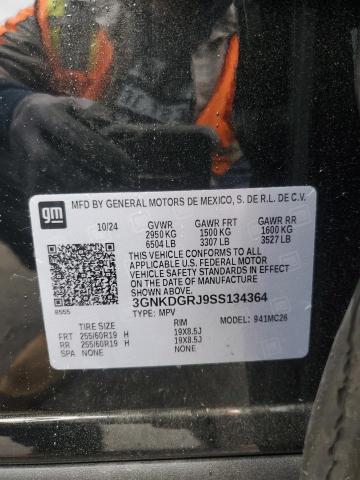 gm
MFD BY GENERAL MOTORS DE MEXICO, S. DE R.L. DE C.V.
10/24 GVWR GAWR FRT GAWR RR
2950 KG 1500 KG 1600 KG
6504 LB 3307 LB 3527 LB
THIS VEHICLE CONFORMS TO ALL
APPLICABLE U.S. FEDERAL MOTOR
VEHICLE SAFETY STANDARDS IN EFFECT
ON THE DATE OF MANUFACTURE
SHOWN ABOVE.
3GNKDGRJ9SS134364
8555 TYPE: MPV MODEL: 941MC26
TIRE SIZE RIM
FRT 255/60R19 H 19X8.5J
RR 255/60R19 H 19X8.5J
SPA NONE NONE